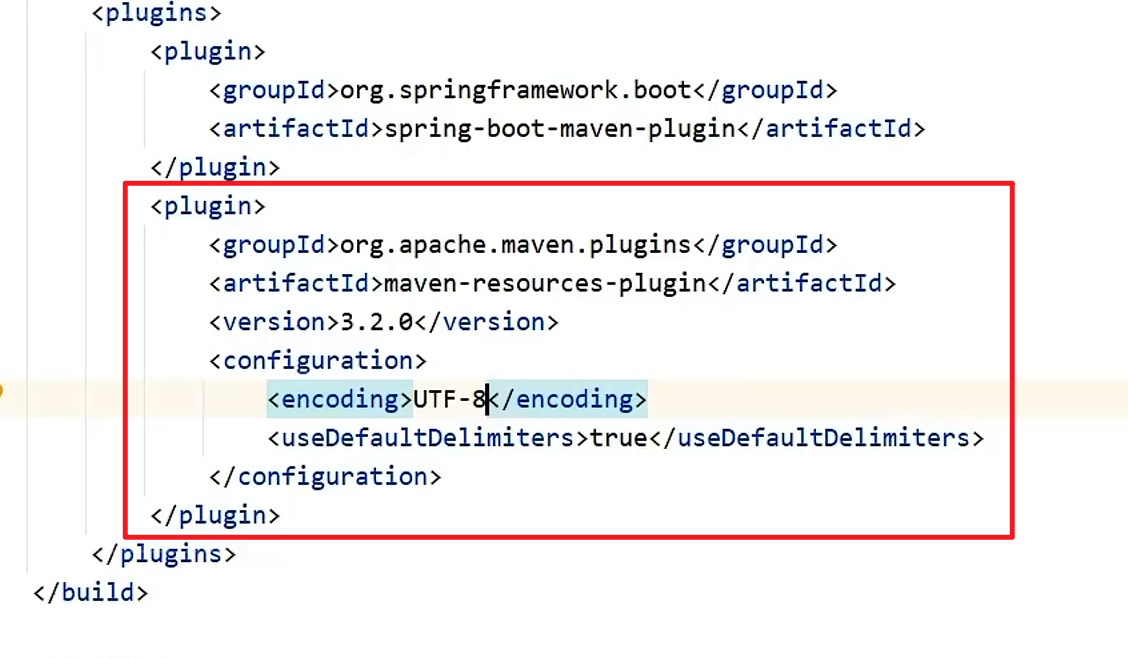 <plugins>
<plugin>
<groupId>org.springframework.boot</groupId>
<artifactId>spring-boot-maven-plugin</artifactId>
</plugin>
<plugin>
<groupId>org.apache.maven.plugins</groupId>
<artifactId>maven-resources-plugin</artifactId>
<version>3.2.0</version>
<configuration>
<encoding>UTF-8</encoding>
<useDefaultDelimiters>true</useDefaultDelimiters>
</configuration>
</plugin>
</plugins>
</build>